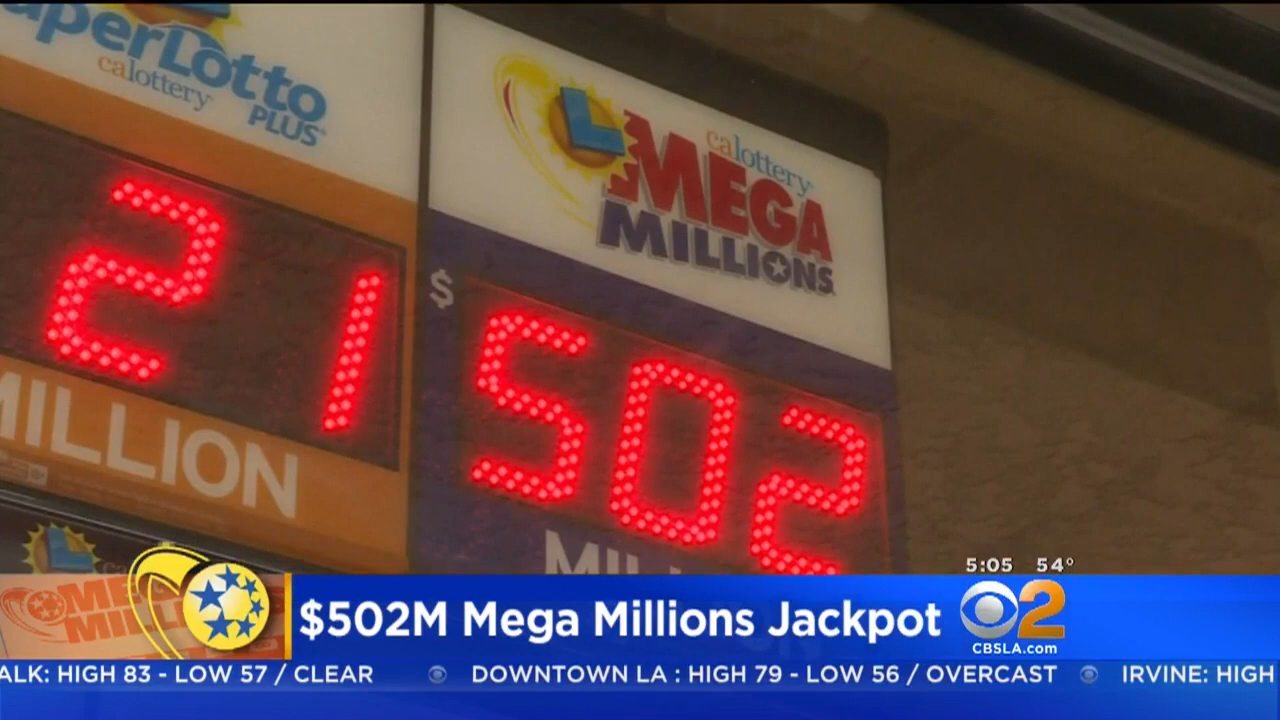 calottery
PLUS
21
MILLION
calottery
MEGA
MILLIONS
$
502
5:05 54°
$502M Mega Millions Jackpot
2
CBSLA.com
ALK: HIGH 83 - LOW 57 / CLEAR DOWNTOWN LA : HIGH 79 - LOW 56 / OVERCAST IRVINE: HIGH